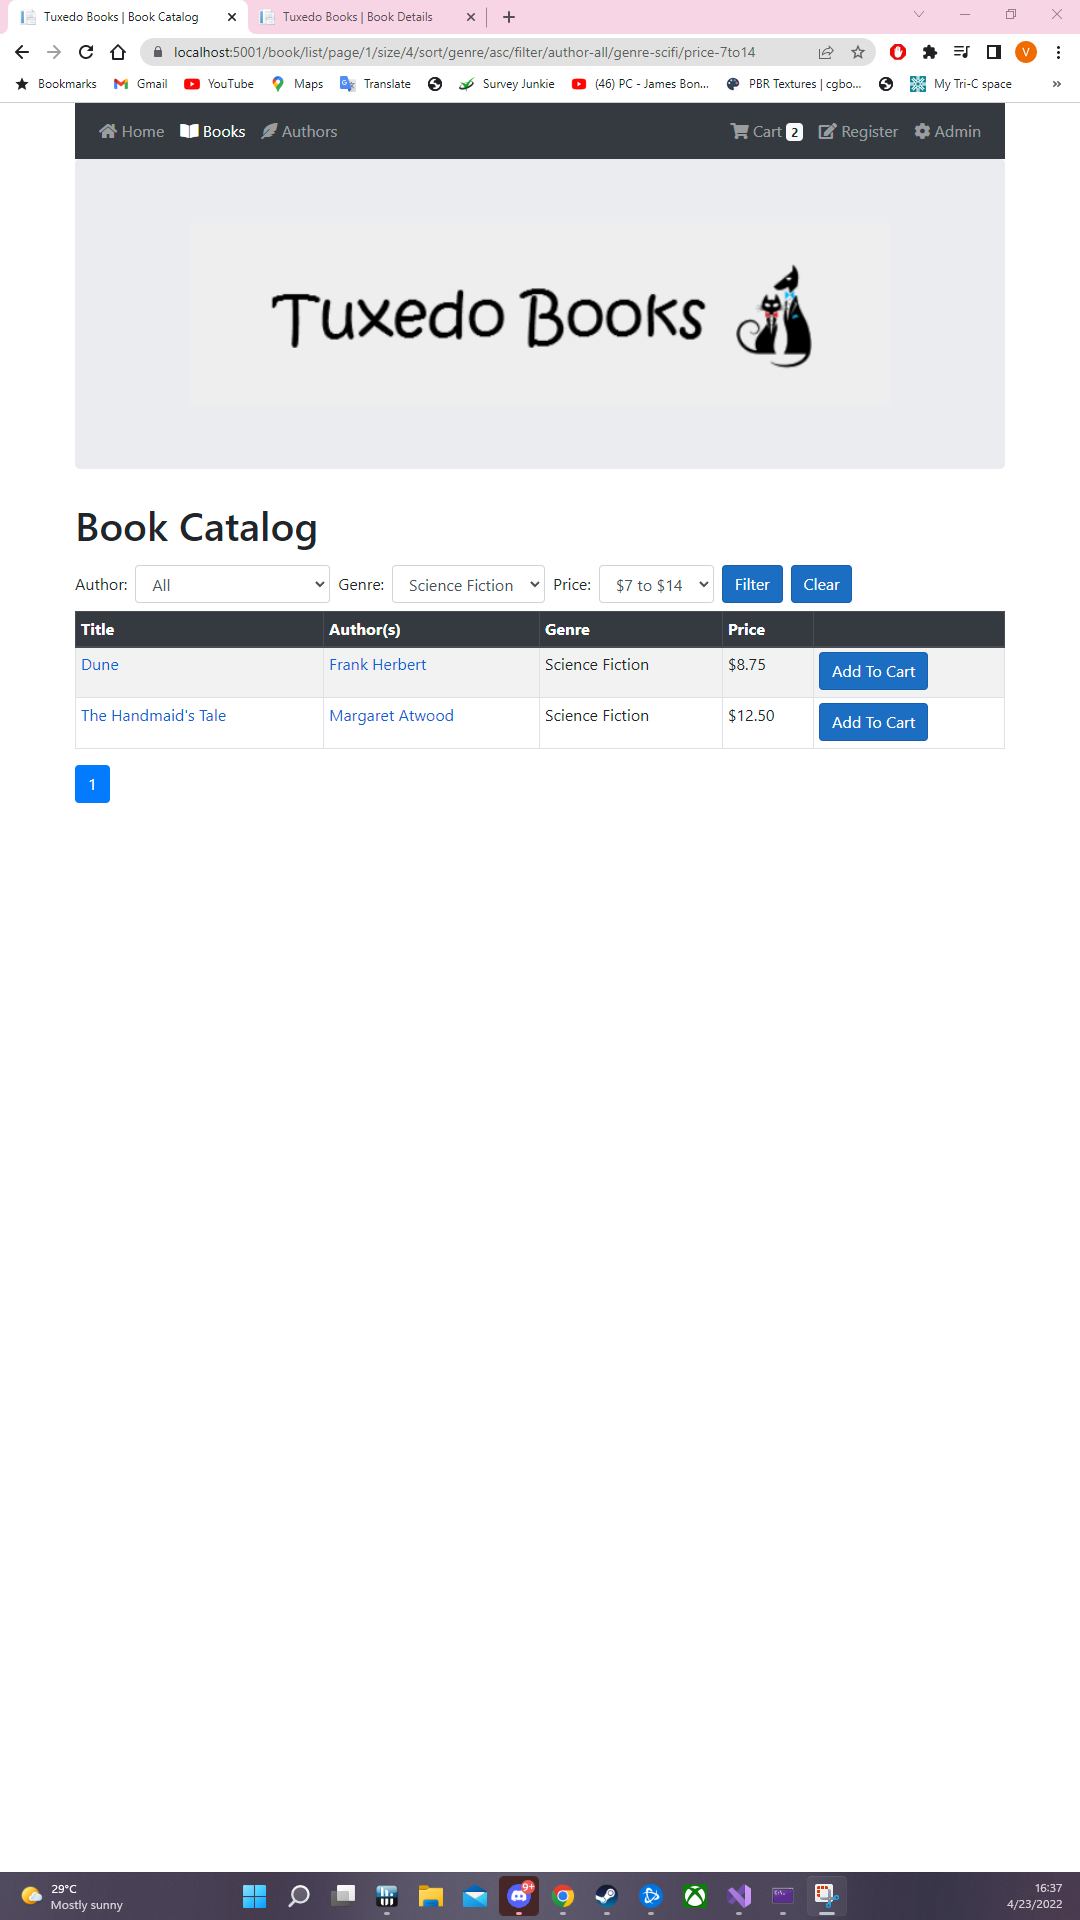 Tuxedo Books | Book Catalog
Tuxedo Books | Book Details
localhost:5001/book/list/page/1/size/4/sort/genre/asc/filter/author-all/genre-scifi/price-7to14
V
Bookmarks Gmail YouTube Maps Translate Survey Junkie (46) PC - James Bon... PBR Textures | cgbo... My Tri-C space »
Home Books Authors Cart 2 Register Admin
Tuxedo Books
Book Catalog
Author: All Genre: Science Fiction Price: $7 to $14 Filter Clear
Title Author(s) Genre Price
Dune Frank Herbert Science Fiction $8.75 Add To Cart
The Handmaid's Tale Margaret Atwood Science Fiction $12.50 Add To Cart
1
29°C
Mostly sunny
9+
16:37
4/23/2022